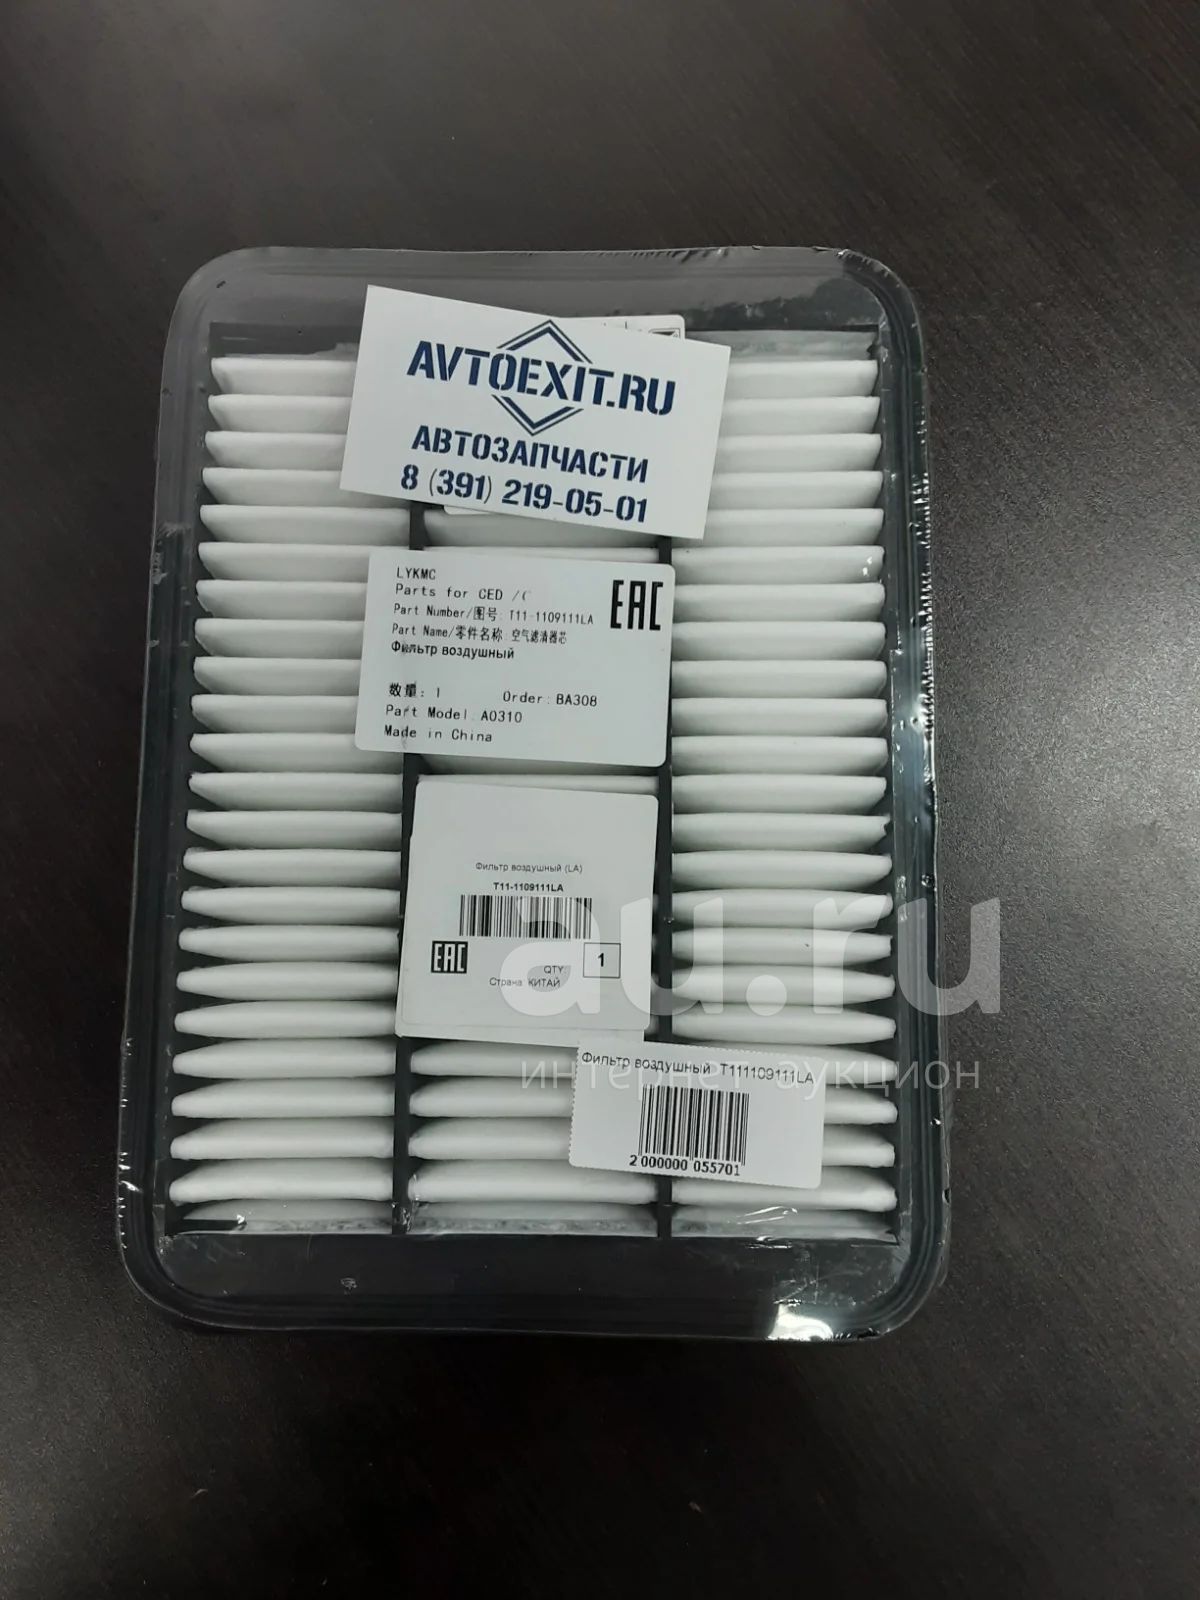 AVTOEXIT.RU
АВТОЗАПЧАСТИ
8 (391) 219-05-01
LYKMC
Parts for CED /(
Part Number/图号: T11-1109111LA
Part Name/零件名称: 空气滤清器芯
Фильтр воздушный
EAC
数量: 1 Order: BA308
Part Model: A0310
Made in China
Фильтр воздушный (LA)
T11-1109111LA
EAC
QTY: 1
Страна КИТАЙ
au.ru
интернет аукцион
Фильтр воздушный T111109111LA
2 000000 055701